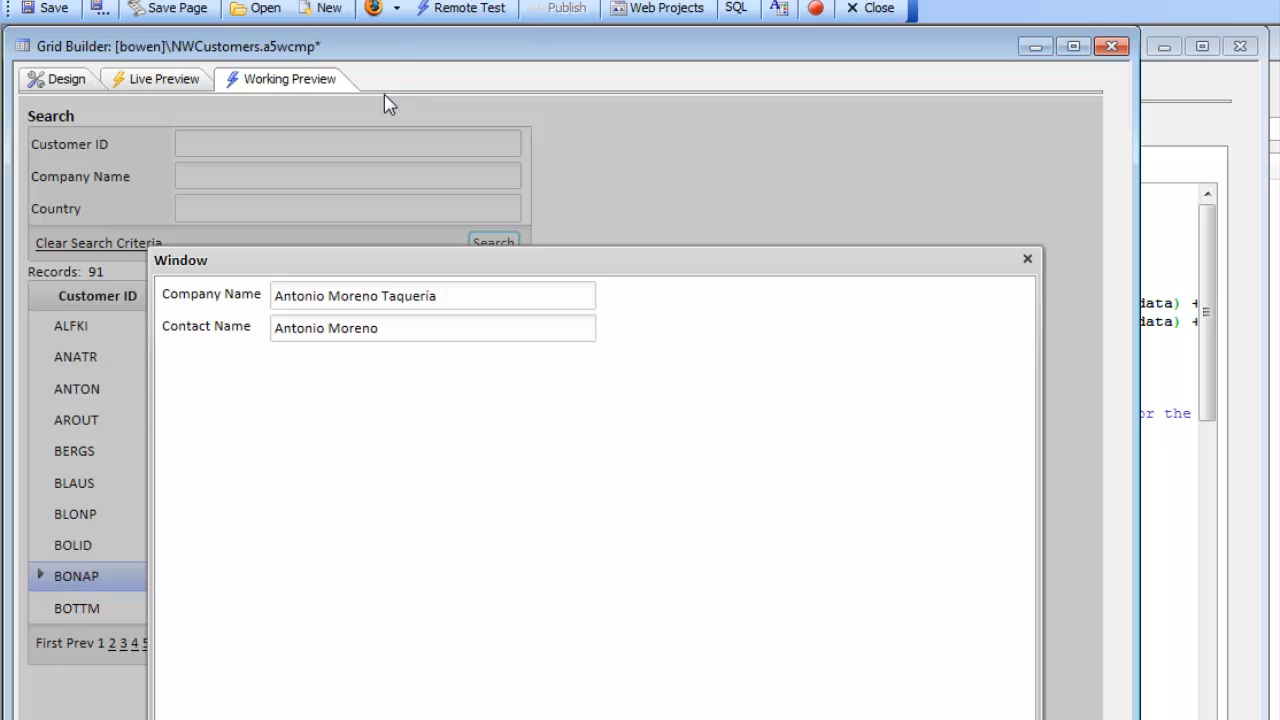 Save Save Page Open New Remote Test Publish Web Projects SQL Close
Grid Builder: [bowen]\NWCustomers.a5wcmp*
Design Live Preview Working Preview
Search
Customer ID
Company Name
Country
Clear Search Criteria Search
Records: 91
Customer ID
ALFKI
ANATR
ANTON
AROUT
BERGS
BLAUS
BLONP
BOLID
BONAP
BOTTM
First Prev 1 2 3 4 5
Window
Company Name Antonio Moreno Taquería
Contact Name Antonio Moreno
data) +
data) +
or the